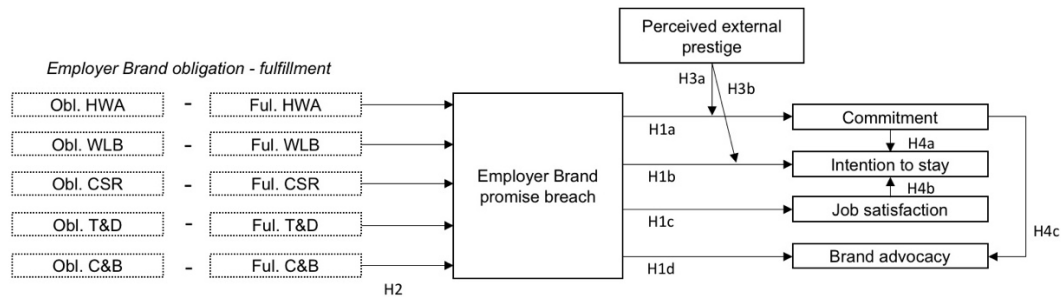 Perceived external
prestige
Employer Brand obligation - fulfillment
H3a
H3b
Obl. HWA - Ful. HWA
H1a
Commitment
H4a
Obl. WLB - Ful. WLB
H1b
Intention to stay
Employer Brand
promise breach
Obl. CSR - Ful. CSR
H4b
H1c
Job satisfaction
Obl. T&D - Ful. T&D
H4c
Obl. C&B - Ful. C&B
H1d
Brand advocacy
H2